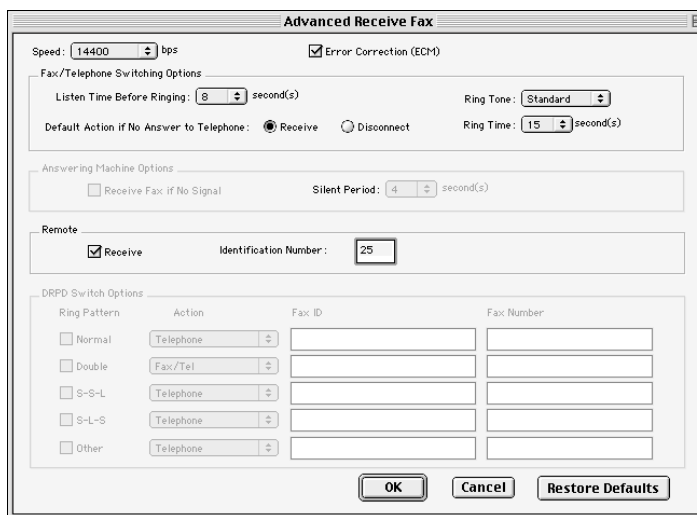 Advanced Receive Fax
Speed: 14400 bps Error Correction (ECM)
Fax/Telephone Switching Options
Listen Time Before Ringing: 8 second(s) Ring Tone: Standard
Default Action if No Answer to Telephone: Receive Disconnect Ring Time: 15 second(s)
Answering Machine Options
Receive Fax if No Signal Silent Period: 4 second(s)
Remote
Receive Identification Number: 25
DRPD Switch Options
Ring Pattern Action Fax ID Fax Number
Normal Telephone
Double Fax/Tel
S-S-L Telephone
S-L-S Telephone
Other Telephone
OK Cancel Restore Defaults